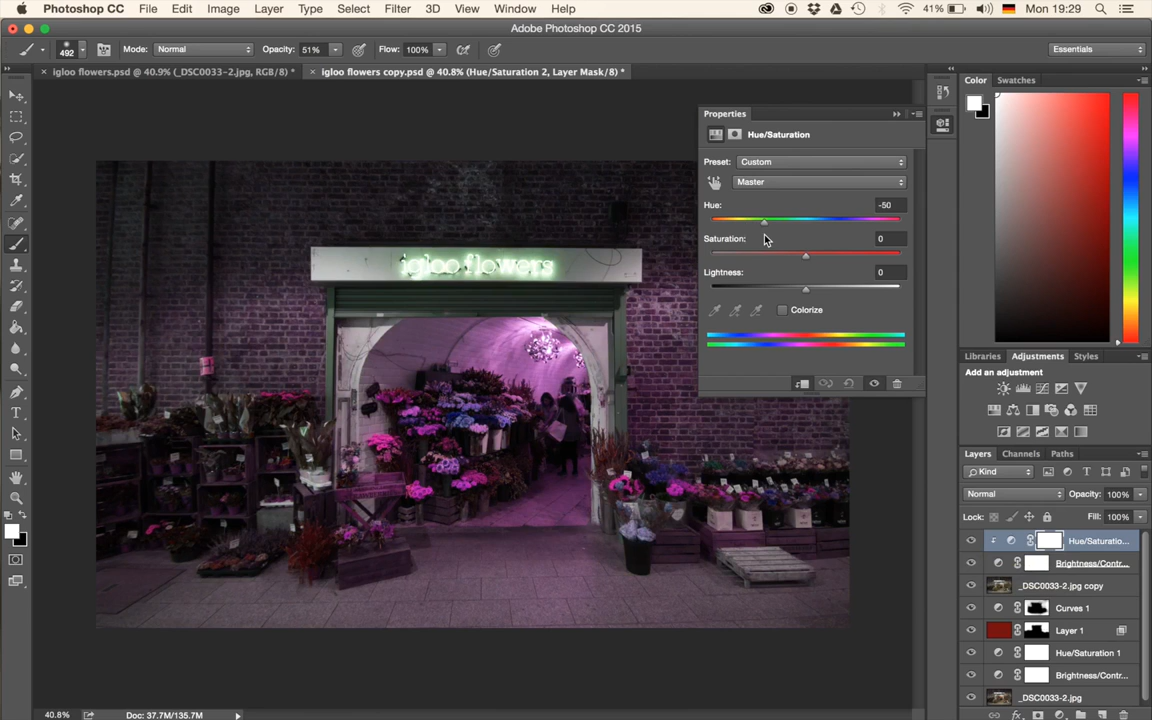 Photoshop CC File Edit Image Layer Type Select Filter 3D View Window Help 41% Mon 19:29
Adobe Photoshop CC 2015
492 Mode: Normal Opacity: 51% Flow: 100% Essentials
× igloo flowers.psd @ 40.9% (_DSC0033-2.jpg, RGB/8) * × igloo flowers copy.psd @ 40.8% (Hue/Saturation 2, Layer Mask/8) *
Color Swatches
Properties
Hue/Saturation
Preset: Custom
Master
Hue: -50
Saturation: 0
Lightness: 0
Colorize
igloo flowers
Libraries Adjustments Styles
Add an adjustment
Layers Channels Paths
Kind
Normal Opacity: 100%
Lock: Fill: 100%
Hue/Saturatio...
Brightness/Contr...
_DSC0033-2.jpg copy
Curves 1
Layer 1
Hue/Saturation 1
Brightness/Contr...
_DSC0033-2.jpg
40.8% Doc: 37.7M/135.7M